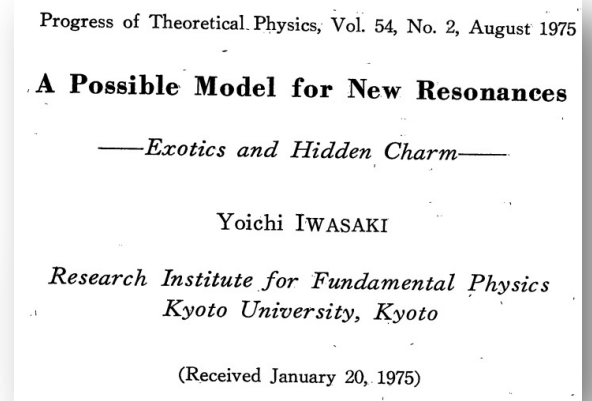 Progress of Theoretical Physics, Vol. 54, No. 2, August 1975
A Possible Model for New Resonances
——Exotics and Hidden Charm——
Yoichi IWASAKI
Research Institute for Fundamental Physics
Kyoto University, Kyoto
(Received January 20, 1975)